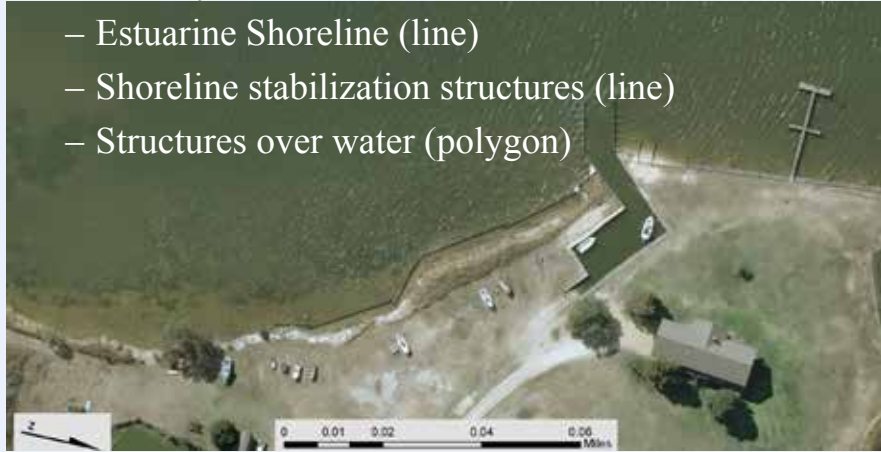 – Estuarine Shoreline (line)
– Shoreline stabilization structures (line)
– Structures over water (polygon)
z
0 0.01 0.02 0.04 0.06
Miles